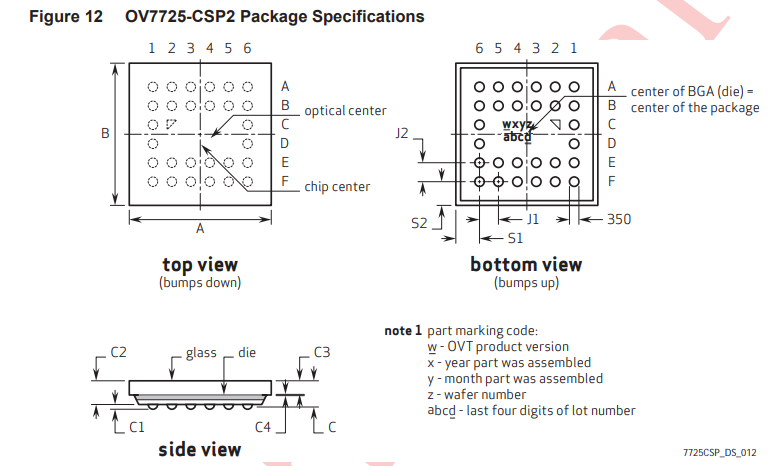 Figure 12 OV7725-CSP2 Package Specifications
1 2 3 4 5 6
A
B
C
D
E
F
B
A
optical center
chip center
top view
(bumps down)
6 5 4 3 2 1
A
B
C
D
E
F
wxyz
abcd
center of BGA (die) =
center of the package
J2
S2
J1
S1
350
bottom view
(bumps up)
C2
glass
die
C3
C1
C4
C
side view
note 1 part marking code:
w - OVT product version
x - year part was assembled
y - month part was assembled
z - wafer number
abcd - last four digits of lot number
7725CSP_DS_012